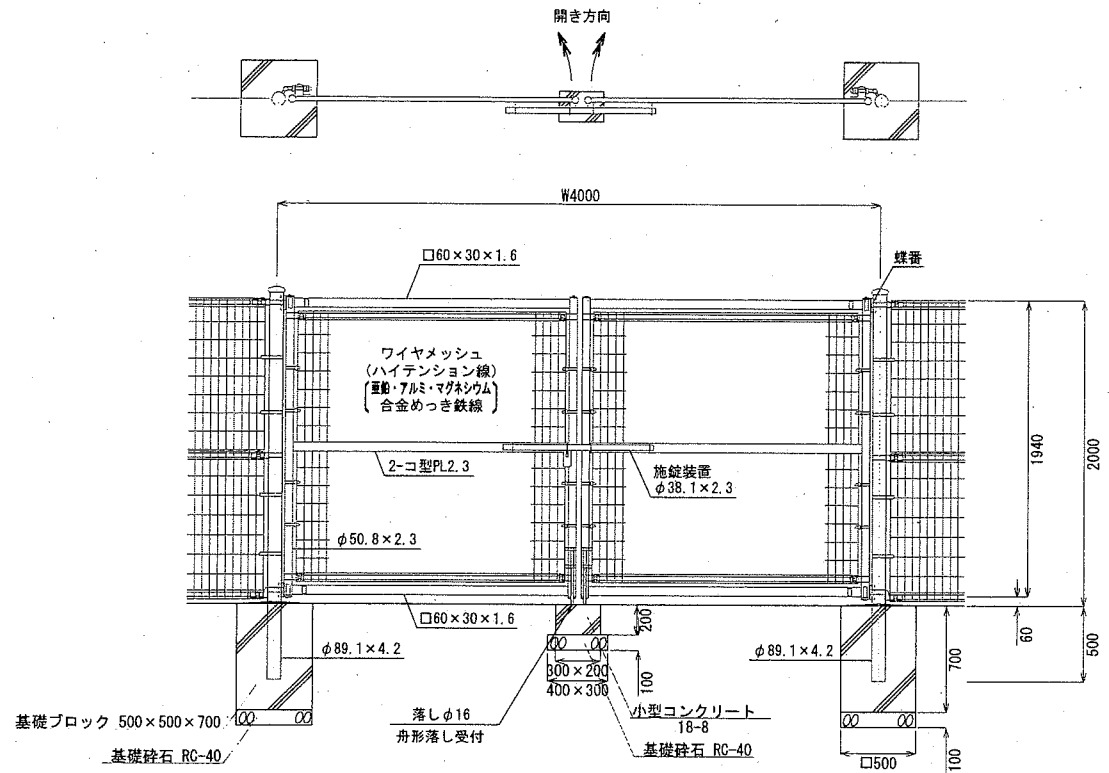 開き方向
W4000
□60×30×1.6
蝶番
ワイヤメッシュ
(ハイテンション線)
亜鉛・アルミ・マグネシウム
合金めっき鉄線
2-コ型PL2.3
施錠装置
φ38.1×2.3
1940
2000
φ50.8×2.3
□60×30×1.6
φ89.1×4.2
200
300×200
400×300
100
φ89.1×4.2
60
700
500
基礎ブロック 500×500×700
基礎砕石 RC-40
落しφ16
舟形落し受付
小型コンクリート
18-8
基礎砕石 RC-40
□500
100